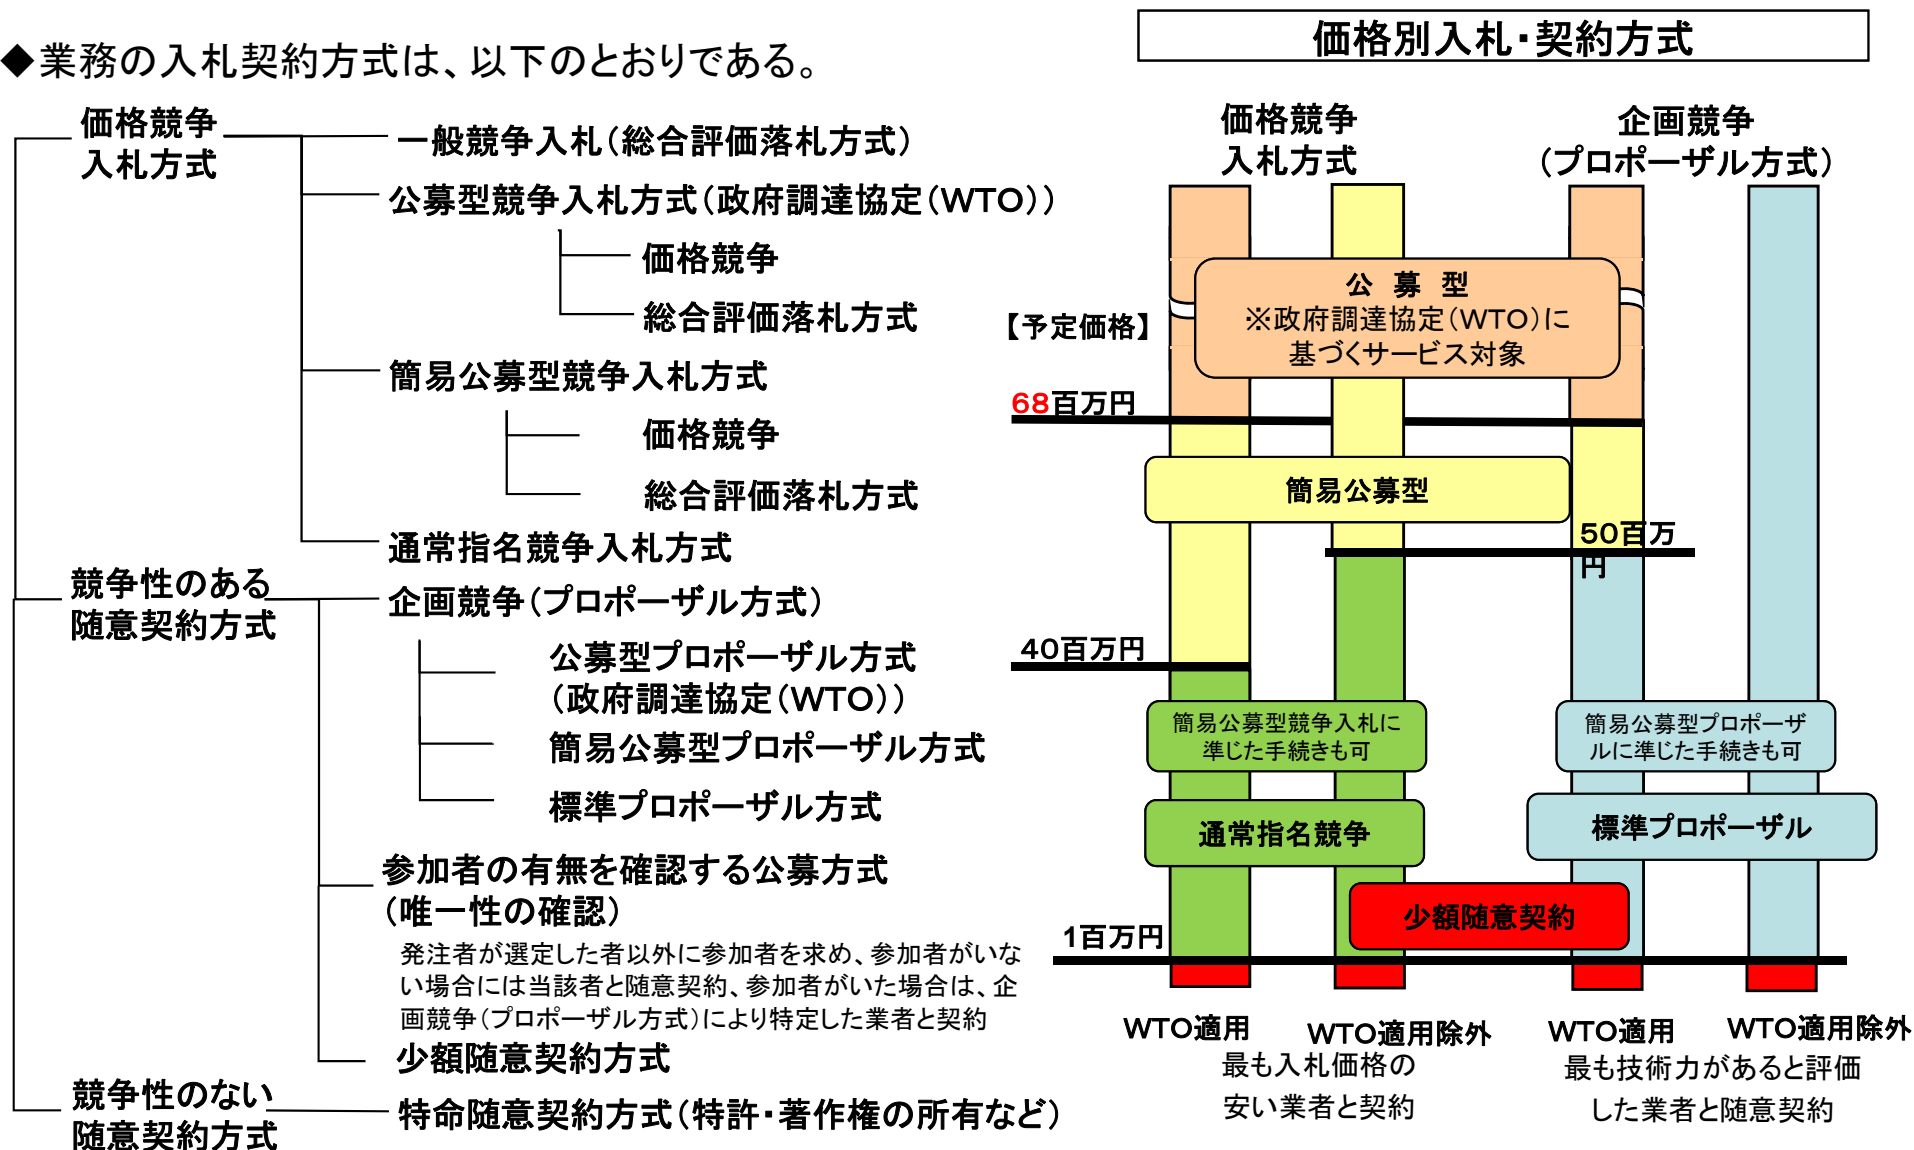 ◆業務の入札契約方式は、以下のとおりである。
価格競争
入札方式
一般競争入札(総合評価落札方式)
公募型競争入札方式(政府調達協定(WTO))
価格競争
総合評価落札方式
簡易公募型競争入札方式
価格競争
総合評価落札方式
通常指名競争入札方式
競争性のある
随意契約方式
企画競争(プロポーザル方式)
公募型プロポーザル方式
(政府調達協定(WTO))
簡易公募型プロポーザル方式
標準プロポーザル方式
参加者の有無を確認する公募方式
(唯一性の確認)
発注者が選定した者以外に参加者を求め、参加者がいな
い場合には当該者と随意契約、参加者がいた場合は、企
画競争(プロポーザル方式)により特定した業者と契約
少額随意契約方式
競争性のない
随意契約方式
特命随意契約方式(特許・著作権の所有など)
価格別入札・契約方式
価格競争
入札方式
企画競争
(プロポーザル方式)
【予定価格】
公 募 型
※政府調達協定(WTO)に
基づくサービス対象
68百万円
簡易公募型
50百万
円
40百万円
簡易公募型競争入札に
準じた手続きも可
簡易公募型プロポーザ
ルに準じた手続きも可
通常指名競争
標準プロポーザル
少額随意契約
1百万円
WTO適用
WTO適用除外
WTO適用
WTO適用除外
最も入札価格の
安い業者と契約
最も技術力があると評価
した業者と随意契約